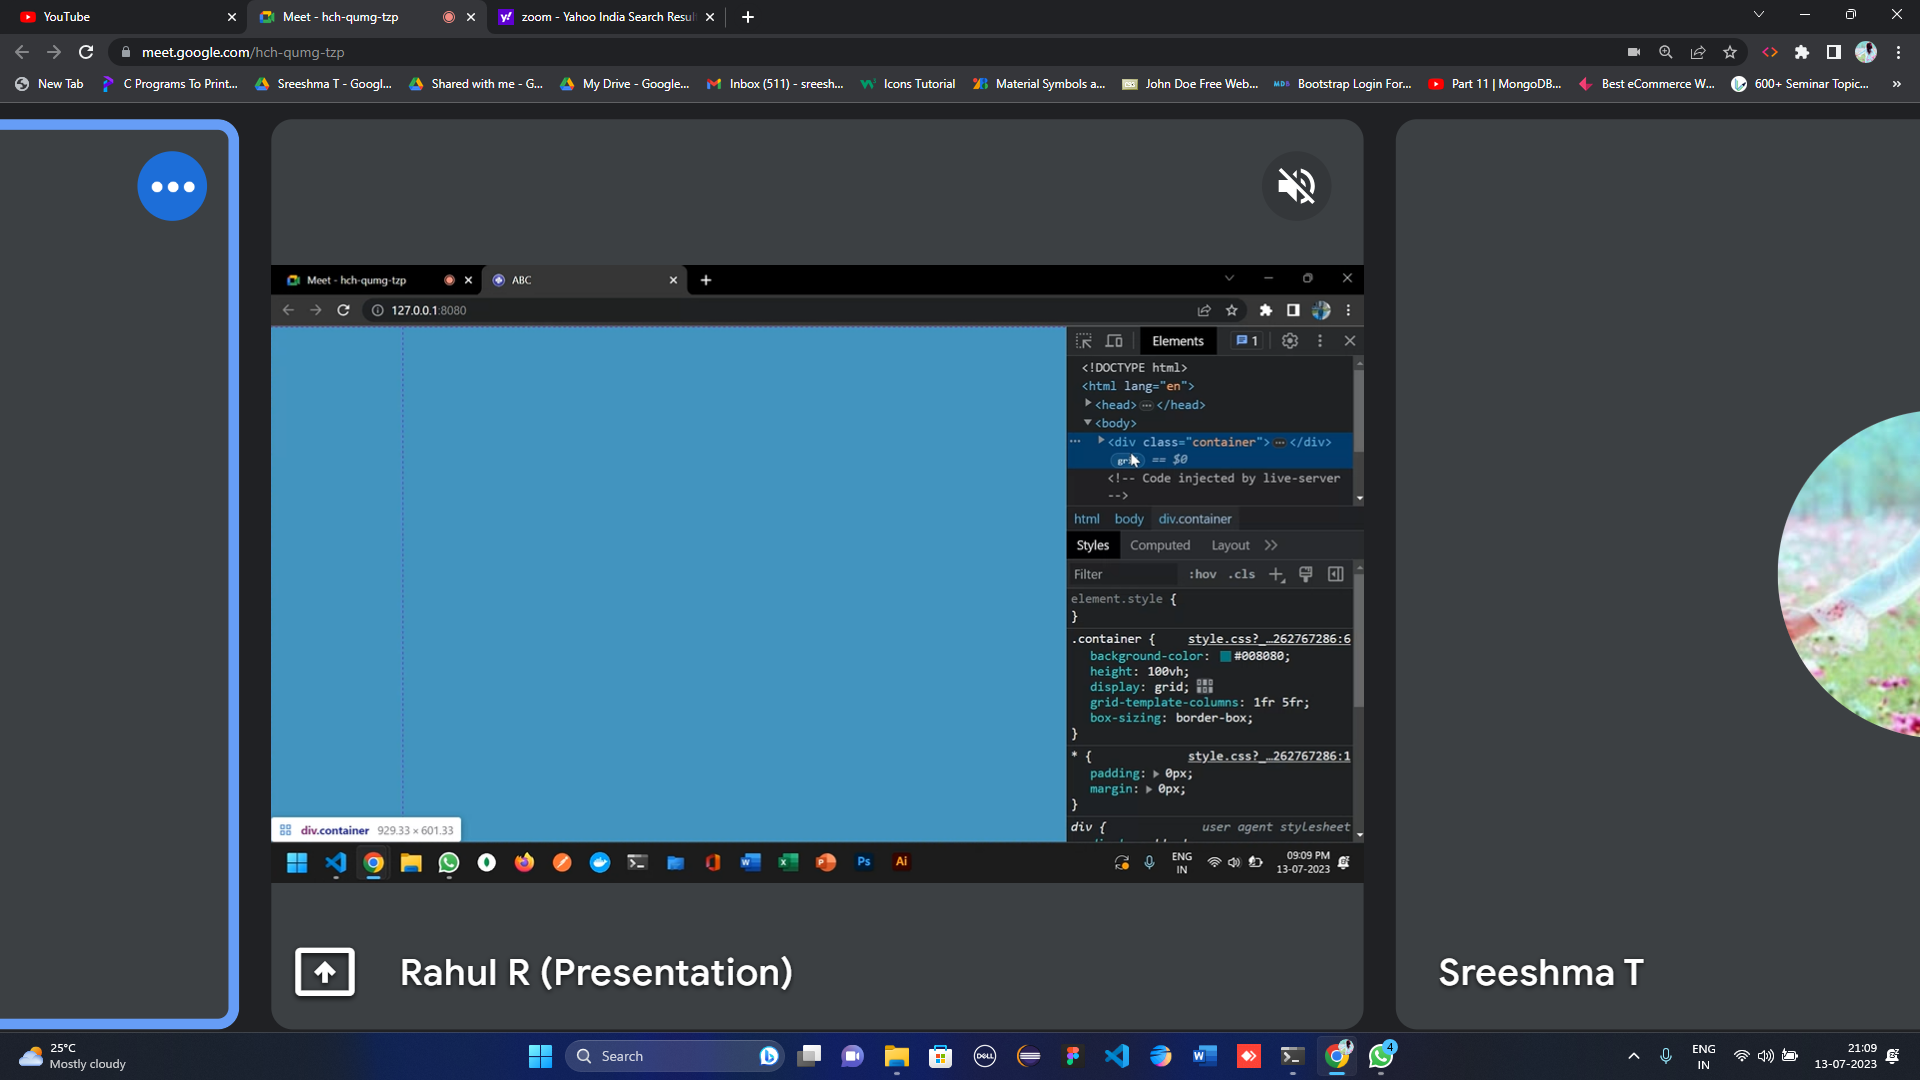 YouTube
Meet - hch-qumg-tzp
zoom - Yahoo India Search Resul
meet.google.com/hch-qumg-tzp
New Tab
C Programs To Print...
Sreeshma T - Googl...
Shared with me - G...
My Drive - Google...
Inbox (511) - sreesh...
Icons Tutorial
Material Symbols a...
John Doe Free Web...
Bootstrap Login For...
Part 11 | MongoDB...
Best eCommerce W...
600+ Seminar Topic...
Meet - hch-qumg-tzp
ABC
127.0.0.1:8080
Elements
1
<!DOCTYPE html>
<html lang="en">
<head> … </head>
<body>
<div class="container"> … </div>
== $0
<!-- Code injected by live-server
-->
html body div.container
Styles Computed Layout
Filter :hov .cls
element.style {
}
.container { style.css?_…262767286:6
background-color: #008080;
height: 100vh;
display: grid;
grid-template-columns: 1fr 5fr;
box-sizing: border-box;
}
* { style.css?_…262767286:1
padding: 0px;
margin: 0px;
}
div { user agent stylesheet
div.container 929.33 × 601.33
Ps
Ai
ENG
IN
09:09 PM
13-07-2023
Rahul R (Presentation)
Sreeshma T
25°C
Mostly cloudy
Search
DELL
4
ENG
IN
21:09
13-07-2023